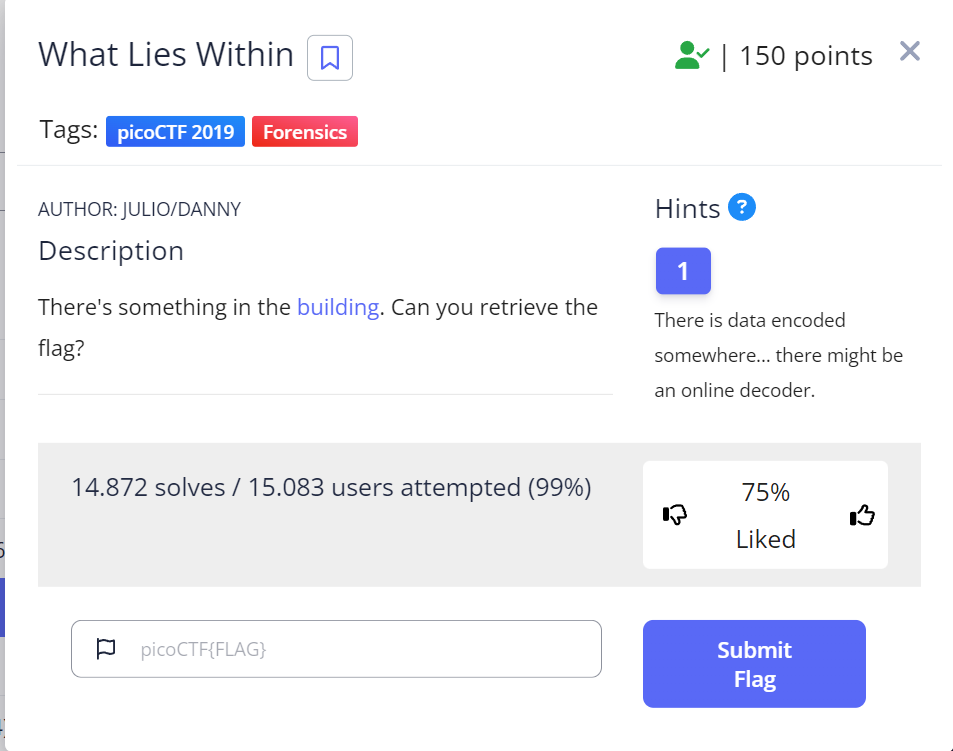 What Lies Within
| 150 points
Tags: picoCTF 2019 Forensics
AUTHOR: JULIO/DANNY
Description
There's something in the building. Can you retrieve the
flag?
Hints ?
1
There is data encoded
somewhere... there might be
an online decoder.
14.872 solves / 15.083 users attempted (99%)
75%
Liked
picoCTF{FLAG}
Submit
Flag